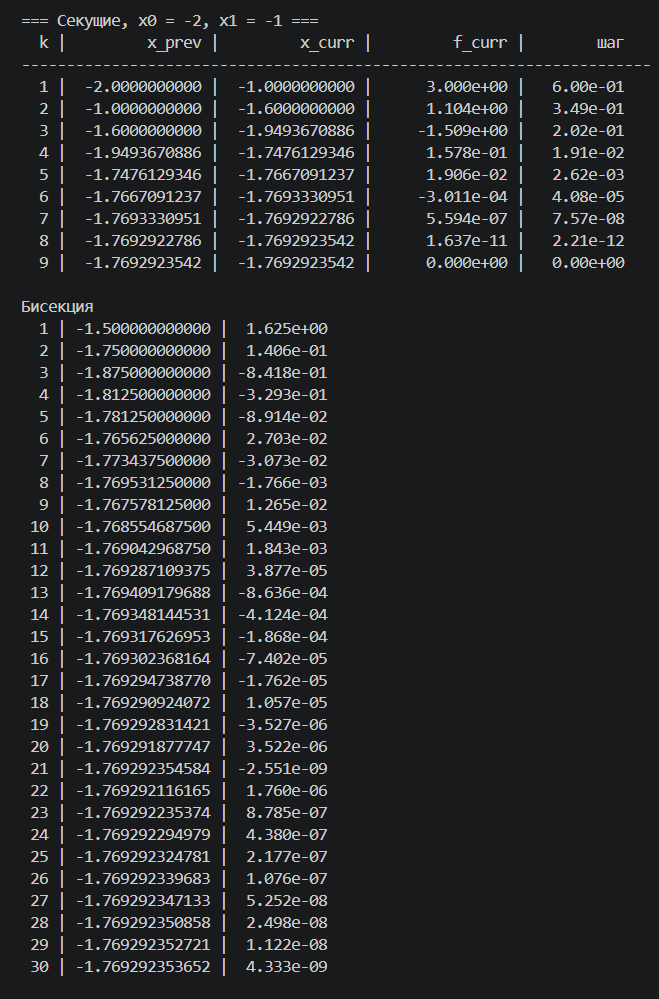 === Секущие, x0 = -2, x1 = -1 ===
k | x_prev | x_curr | f_curr | шаг
----------------------------------------------------------------------
1 | -2.0000000000 | -1.0000000000 | 3.000e+00 | 6.00e-01
2 | -1.0000000000 | -1.6000000000 | 1.104e+00 | 3.49e-01
3 | -1.6000000000 | -1.9493670886 | -1.509e+00 | 2.02e-01
4 | -1.9493670886 | -1.7476129346 | 1.578e-01 | 1.91e-02
5 | -1.7476129346 | -1.7667091237 | 1.906e-02 | 2.62e-03
6 | -1.7667091237 | -1.7693330951 | -3.011e-04 | 4.08e-05
7 | -1.7693330951 | -1.7692922786 | 5.594e-07 | 7.57e-08
8 | -1.7692922786 | -1.7692923542 | 1.637e-11 | 2.21e-12
9 | -1.7692923542 | -1.7692923542 | 0.000e+00 | 0.00e+00
Бисекция
1 | -1.500000000000 | 1.625e+00
2 | -1.750000000000 | 1.406e-01
3 | -1.875000000000 | -8.418e-01
4 | -1.812500000000 | -3.293e-01
5 | -1.781250000000 | -8.914e-02
6 | -1.765625000000 | 2.703e-02
7 | -1.773437500000 | -3.073e-02
8 | -1.769531250000 | -1.766e-03
9 | -1.767578125000 | 1.265e-02
10 | -1.768554687500 | 5.449e-03
11 | -1.769042968750 | 1.843e-03
12 | -1.769287109375 | 3.877e-05
13 | -1.769409179688 | -8.636e-04
14 | -1.769348144531 | -4.124e-04
15 | -1.769317626953 | -1.868e-04
16 | -1.769302368164 | -7.402e-05
17 | -1.769294738770 | -1.762e-05
18 | -1.769290924072 | 1.057e-05
19 | -1.769292831421 | -3.527e-06
20 | -1.769291877747 | 3.522e-06
21 | -1.769292354584 | -2.551e-09
22 | -1.769292116165 | 1.760e-06
23 | -1.769292235374 | 8.785e-07
24 | -1.769292294979 | 4.380e-07
25 | -1.769292324781 | 2.177e-07
26 | -1.769292339683 | 1.076e-07
27 | -1.769292347133 | 5.252e-08
28 | -1.769292350858 | 2.498e-08
29 | -1.769292352721 | 1.122e-08
30 | -1.769292353652 | 4.333e-09